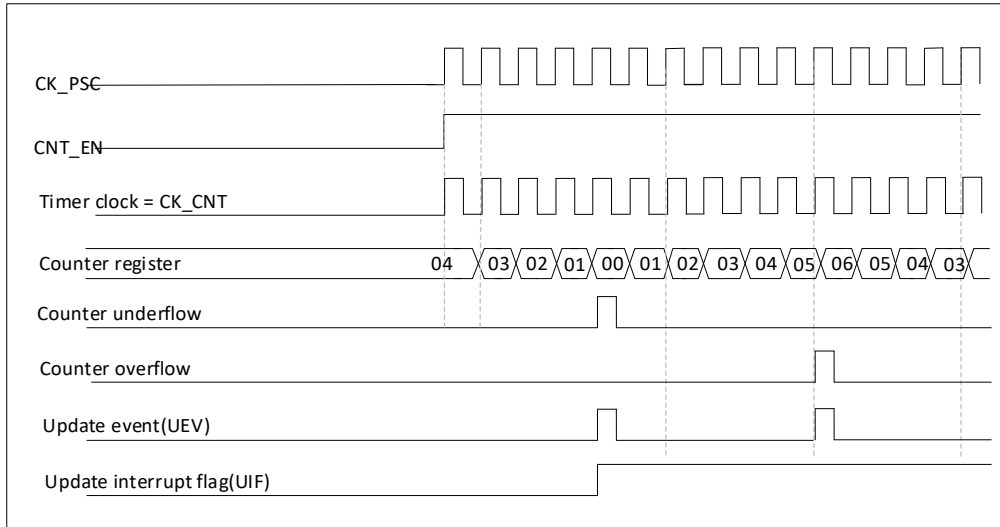 CK_PSC
CNT_EN
Timer clock = CK_CNT
Counter register 04 03 02 01 00 01 02 03 04 05 06 05 04 03
Counter underflow
Counter overflow
Update event(UEV)
Update interrupt flag(UIF)